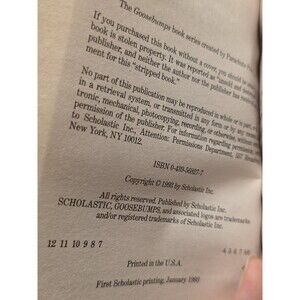 The Goosebumps book series created by Parachute Press
If you purchased this book without a cover, you should be aware
book is stolen property. It was reported as "unsold and
publisher, and neither the author nor the publisher has
ment for this "stripped book."
No part of this publication may be reproduced in whole or in part,
in a retrieval system, or transmitted in any form or by any means,
tronic, mechanical, photocopying, recording, or otherwise, without
permission of the publisher. For information regarding permission,
to Scholastic Inc., Attention: Permissions Department,
New York, NY 10012.
ISBN 0-439-56827-7
Copyright © 1993 by Scholastic Inc.
All rights reserved. Published by Scholastic Inc.
SCHOLASTIC, GOOSEBUMPS, and associated logos are trademarks
and/or registered trademarks of Scholastic Inc.
12 11 10 9 8 7
Printed in the U.S.A.
First Scholastic printing, January 1993